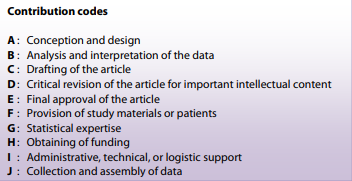 Contribution codes
A: Conception and design
B: Analysis and interpretation of the data
C: Drafting of the article
D: Critical revision of the article for important intellectual content
E: Final approval of the article
F: Provision of study materials or patients
G: Statistical expertise
H: Obtaining of funding
I: Administrative, technical, or logistic support
J: Collection and assembly of data